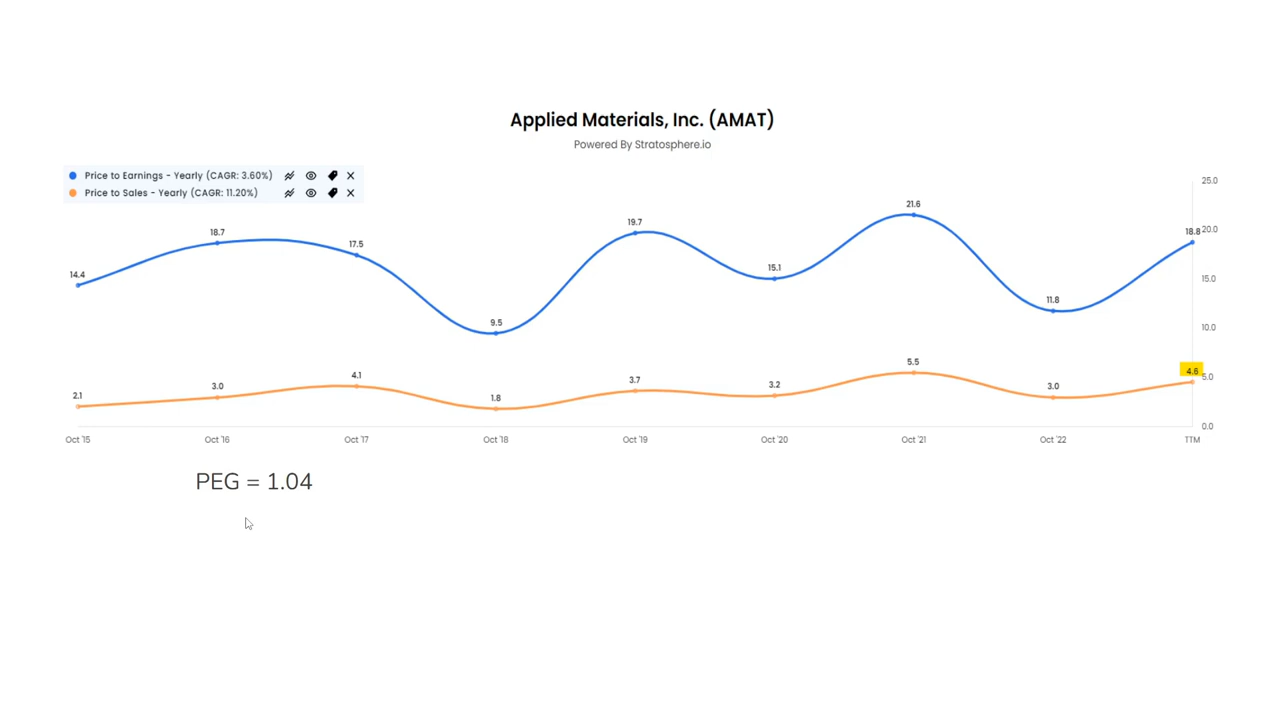 Applied Materials, Inc. (AMAT)
Powered By Stratosphere.io
Price to Earnings - Yearly (CAGR: 3.60%)
Price to Sales - Yearly (CAGR: 11.20%)
25.0
20.0
15.0
10.0
5.0
0.0
14.4
18.7
17.5
9.5
19.7
15.1
21.6
11.8
18.8
2.1
3.0
4.1
1.8
3.7
3.2
5.5
3.0
4.6
Oct '15
Oct '16
Oct '17
Oct '18
Oct '19
Oct '20
Oct '21
Oct '22
TTM
PEG = 1.04